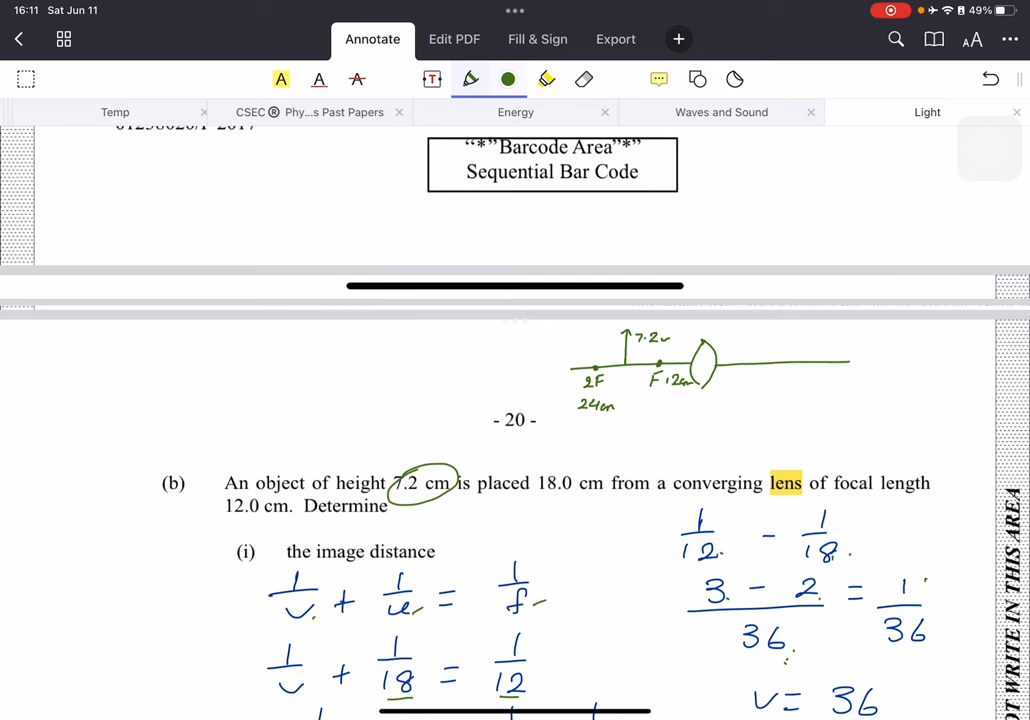 16:11 Sat Jun 11
49%
Annotate
Edit PDF
Fill & Sign
Export
AA
A A A T
Temp
CSEC ® Phy...s Past Papers
Energy
Waves and Sound
Light
“*”Barcode Area”*”
Sequential Bar Code
7.2
2F
24cm
F 12cm
- 20 -
(b) An object of height 7.2 cm is placed 18.0 cm from a converging lens of focal length
12.0 cm. Determine
(i) the image distance
1/v + 1/u = 1/f
1/v + 1/18 = 1/12
1/12 - 1/18
3 - 2 / 36 = 1/36
v = 36
NOT WRITE IN THIS AREA